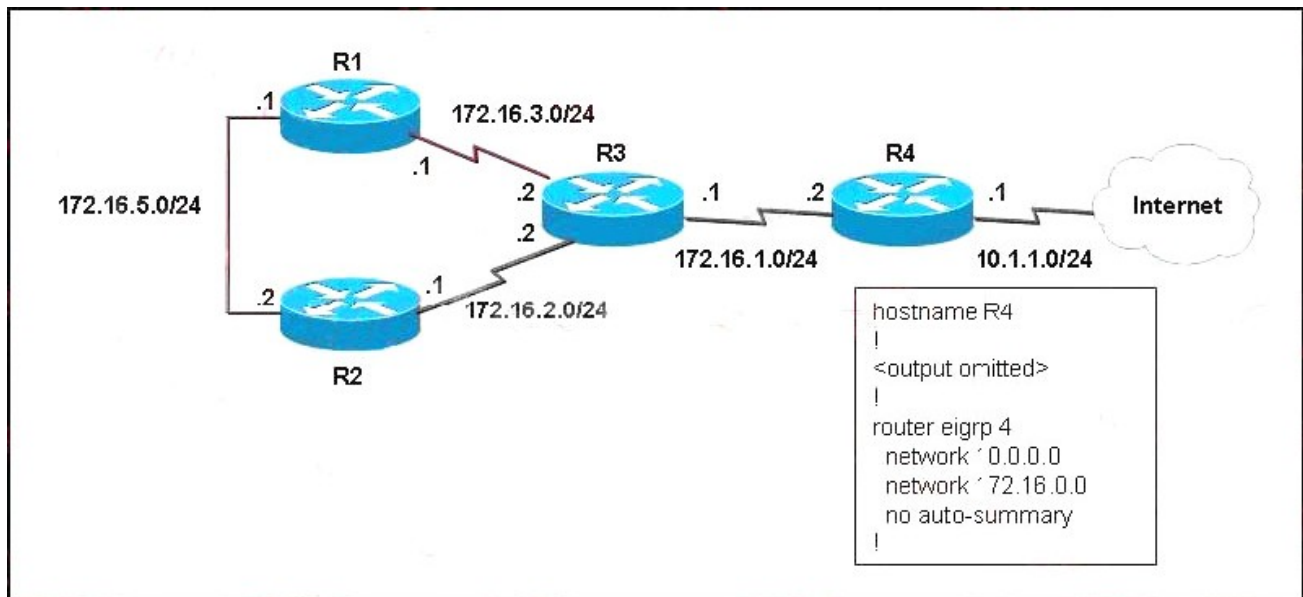 R1
.1
172.16.3.0/24
.1
R3
R4
.2
.1
.2
.1
172.16.5.0/24
Internet
.2
172.16.1.0/24
10.1.1.0/24
.2
.1
172.16.2.0/24
R2
hostname R4
!
<output omitted>
!
router eigrp 4
network 10.0.0.0
network 172.16.0.0
no auto-summary
!